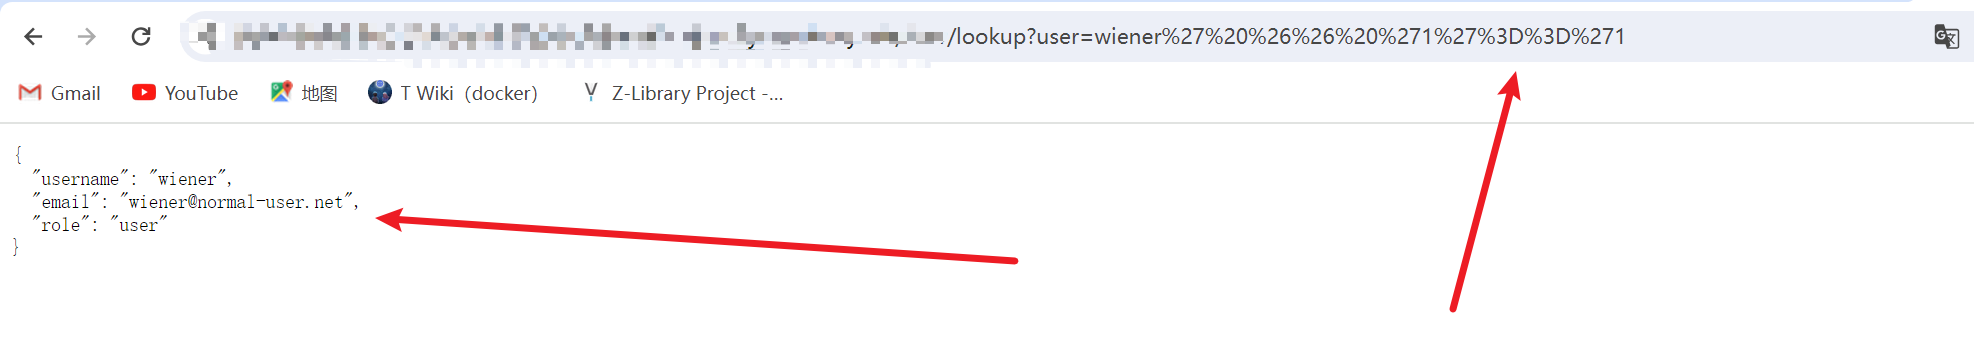 /lookup?user=wiener%27%20%26%26%20%271%27%3D%3D%271
Gmail YouTube 地图 T Wiki（docker） Z-Library Project -...
{
"username": "wiener",
"email": "wiener@normal-user.net",
"role": "user"
}